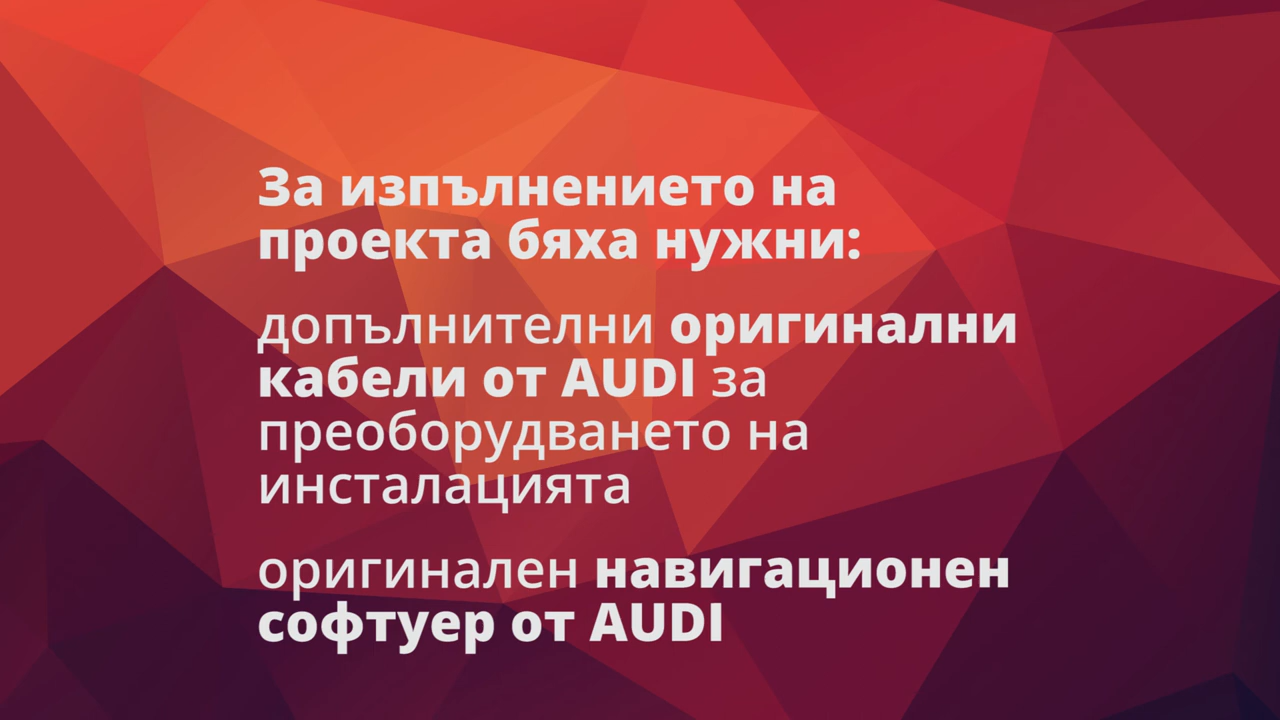 За изпълнението на
проекта бяха нужни:
допълнителни оригинални
кабели от AUDI за
преоборудването на
инсталацията
оригинален навигационен
софтуер от AUDI